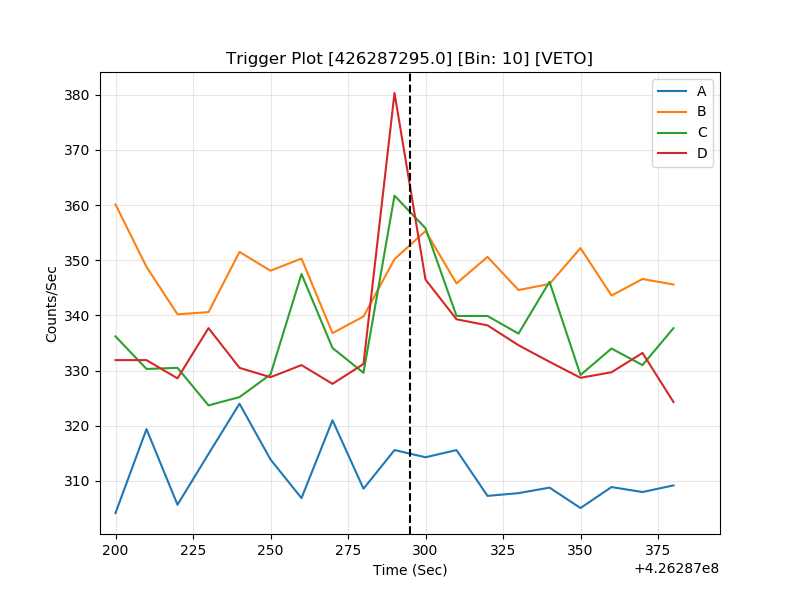 Trigger Plot [426287295.0] [Bin: 10] [VETO]
A
B
C
D
380
370
360
350
340
330
320
310
Counts/Sec
200 225 250 275 300 325 350 375
Time (Sec)
+4.26287e8